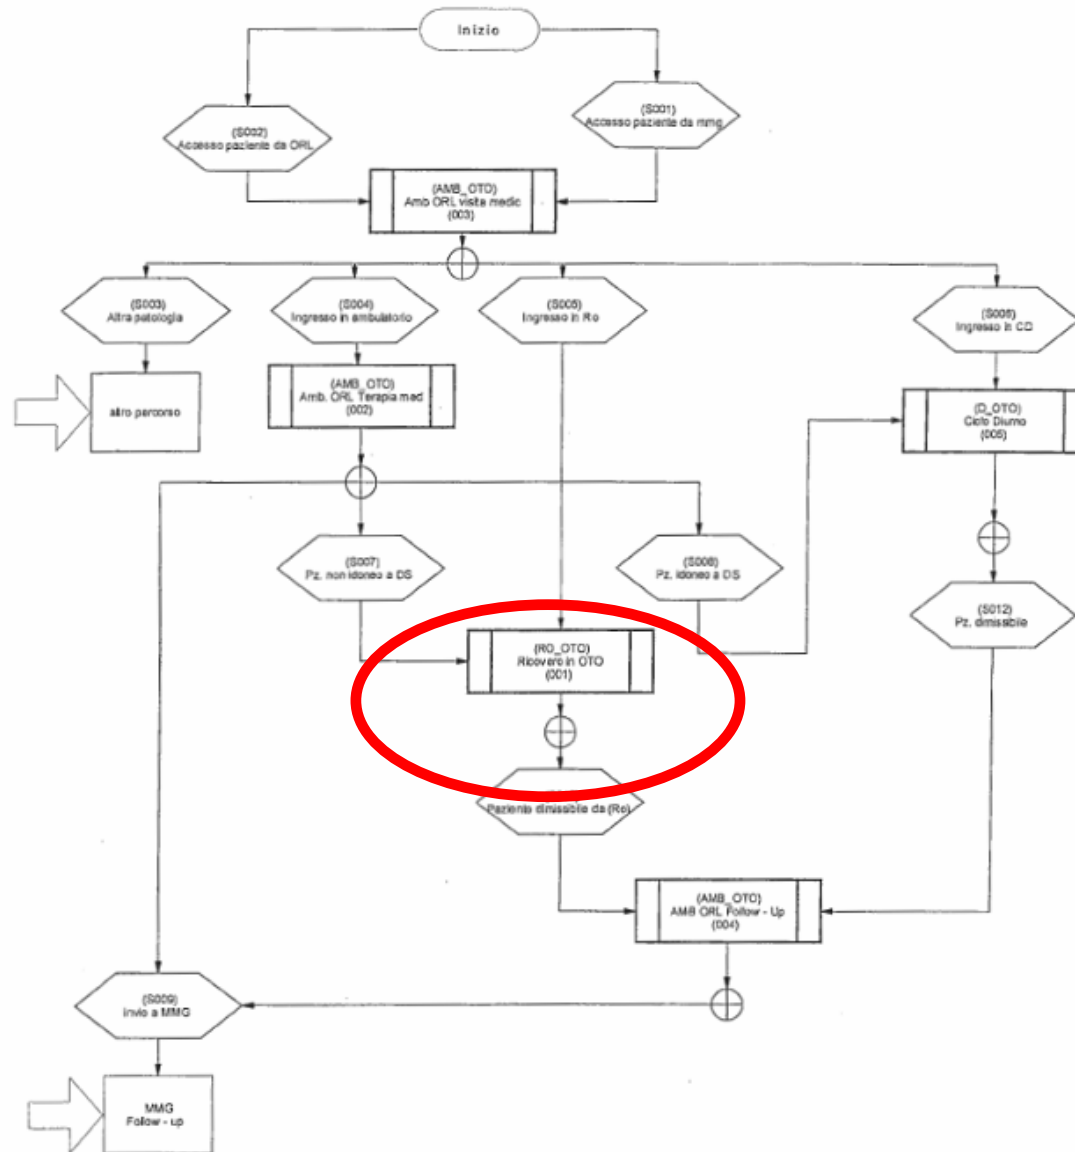 Inizio
(S002)
Accesso paziente da ORL
(S001)
Accesso paziente da mmg
(AMB_OTO)
Amb ORL visita medic
(003)
(S003)
Altra patologia
(S004)
Ingresso in ambulatorio
(S005)
Ingresso in Ro
(S006)
Ingresso in CD
altro percorso
(AMB_OTO)
Amb. ORL Terapia med
(002)
(D_OTO)
Ciclo Diurno
(005)
(S007)
Pz. non idoneo a DS
(S008)
Pz. idoneo a DS
(S012)
Pz. dimissibile
(RO_OTO)
Ricovero in OTO
(001)
Paziente dimissibile da (Ro)
(AMB_OTO)
AMB ORL Follow - Up
(004)
(S009)
Invio a MMG
MMG
Follow - up